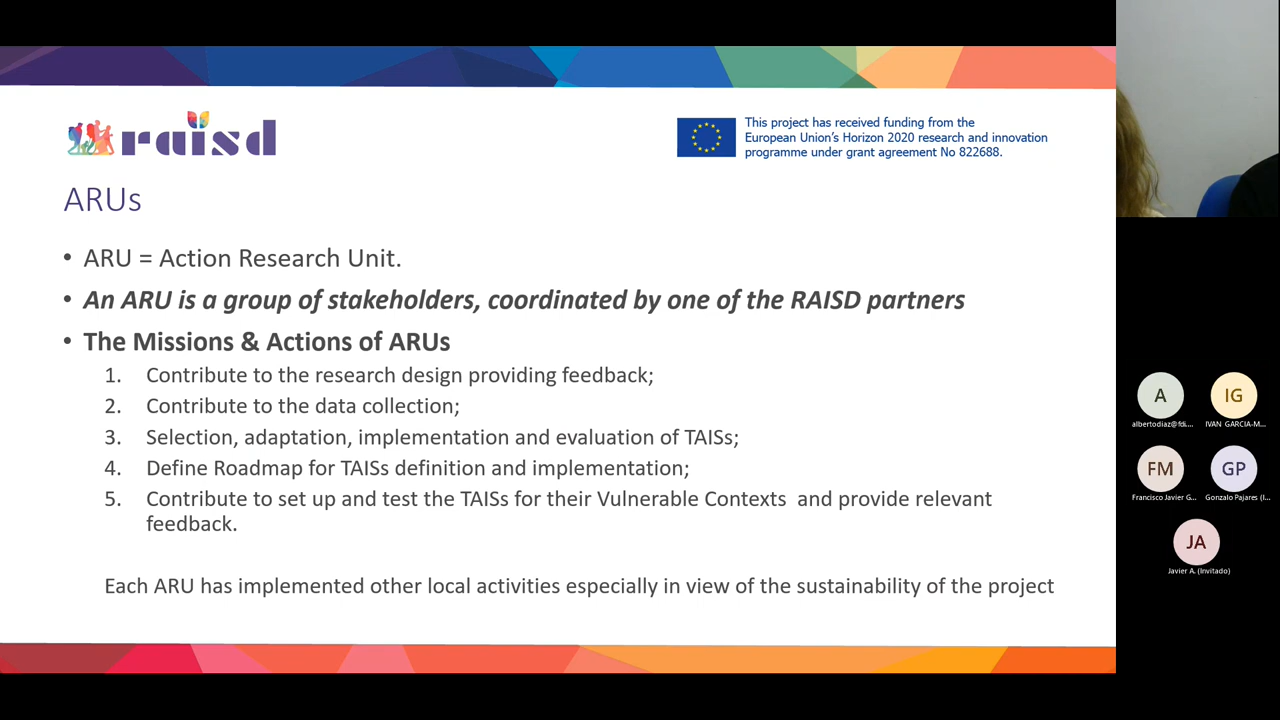 raisd
This project has received funding from the
European Union's Horizon 2020 research and innovation
programme under grant agreement No 822688.
ARUs
• ARU = Action Research Unit.
• An ARU is a group of stakeholders, coordinated by one of the RAISD partners
• The Missions & Actions of ARUs
1. Contribute to the research design providing feedback;
2. Contribute to the data collection;
3. Selection, adaptation, implementation and evaluation of TAISs;
4. Define Roadmap for TAISs definition and implementation;
5. Contribute to set up and test the TAISs for their Vulnerable Contexts and provide relevant
feedback.
Each ARU has implemented other local activities especially in view of the sustainability of the project
A
IG
albertodiaz@fdi....
IVAN GARCIA-M...
FM
GP
Francisco Javier G...
Gonzalo Pajares (I...
JA
Javier A. (Invitado)